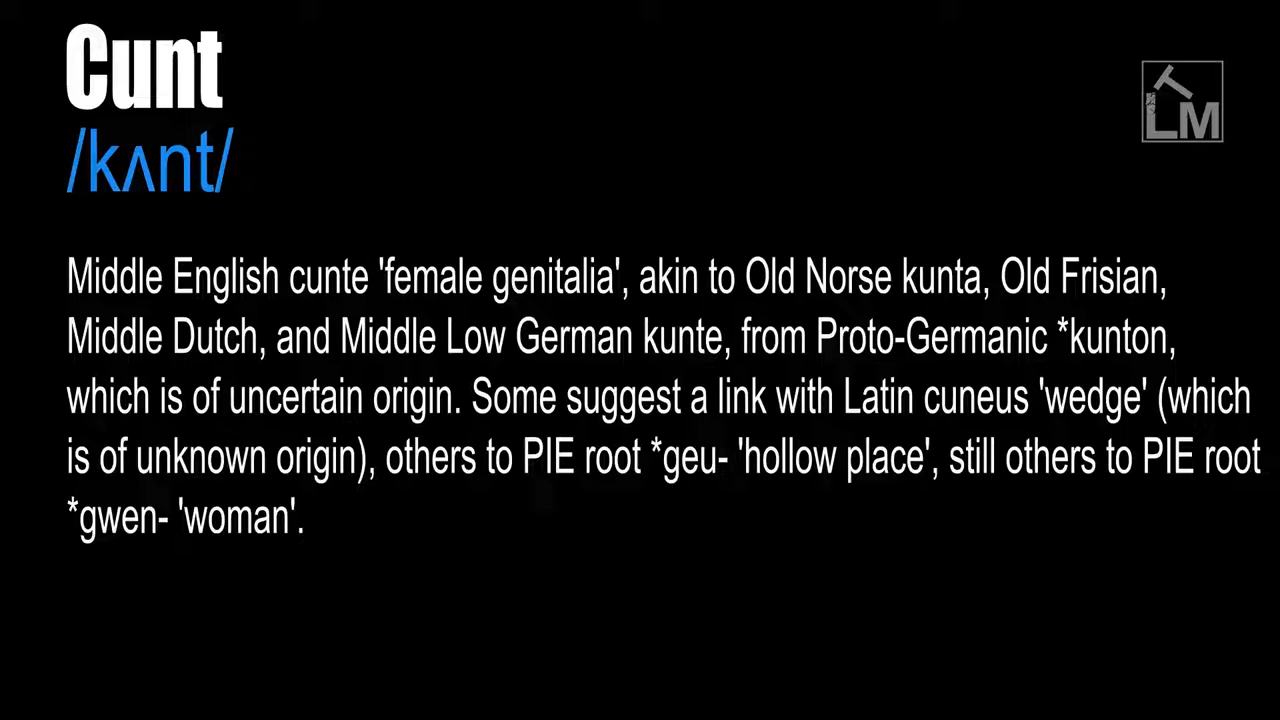 Cunt
/kʌnt/
LM
Middle English cunte 'female genitalia', akin to Old Norse kunta, Old Frisian,
Middle Dutch, and Middle Low German kunte, from Proto-Germanic *kunton,
which is of uncertain origin. Some suggest a link with Latin cuneus 'wedge' (which
is of unknown origin), others to PIE root *geu- 'hollow place', still others to PIE root
*gwen- 'woman'.